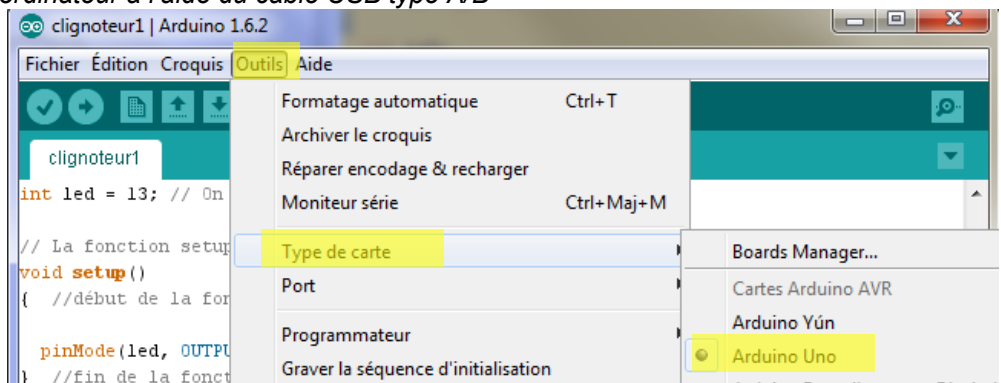 ordinateur à l'aide du câble USB type A/B
clignoteur1 | Arduino 1.6.2
Fichier Édition Croquis Outils Aide
Formatage automatique Ctrl+T
Archiver le croquis
clignoteur1
Réparer encodage & recharger
int led = 13; // On
Moniteur série Ctrl+Maj+M
// La fonction setup
Type de carte
Boards Manager...
void setup()
Port
Cartes Arduino AVR
{ //début de la for
Arduino Yún
Programmateur
pinMode(led, OUTPU
Arduino Uno
} //fin de la fonct
Graver la séquence d'initialisation